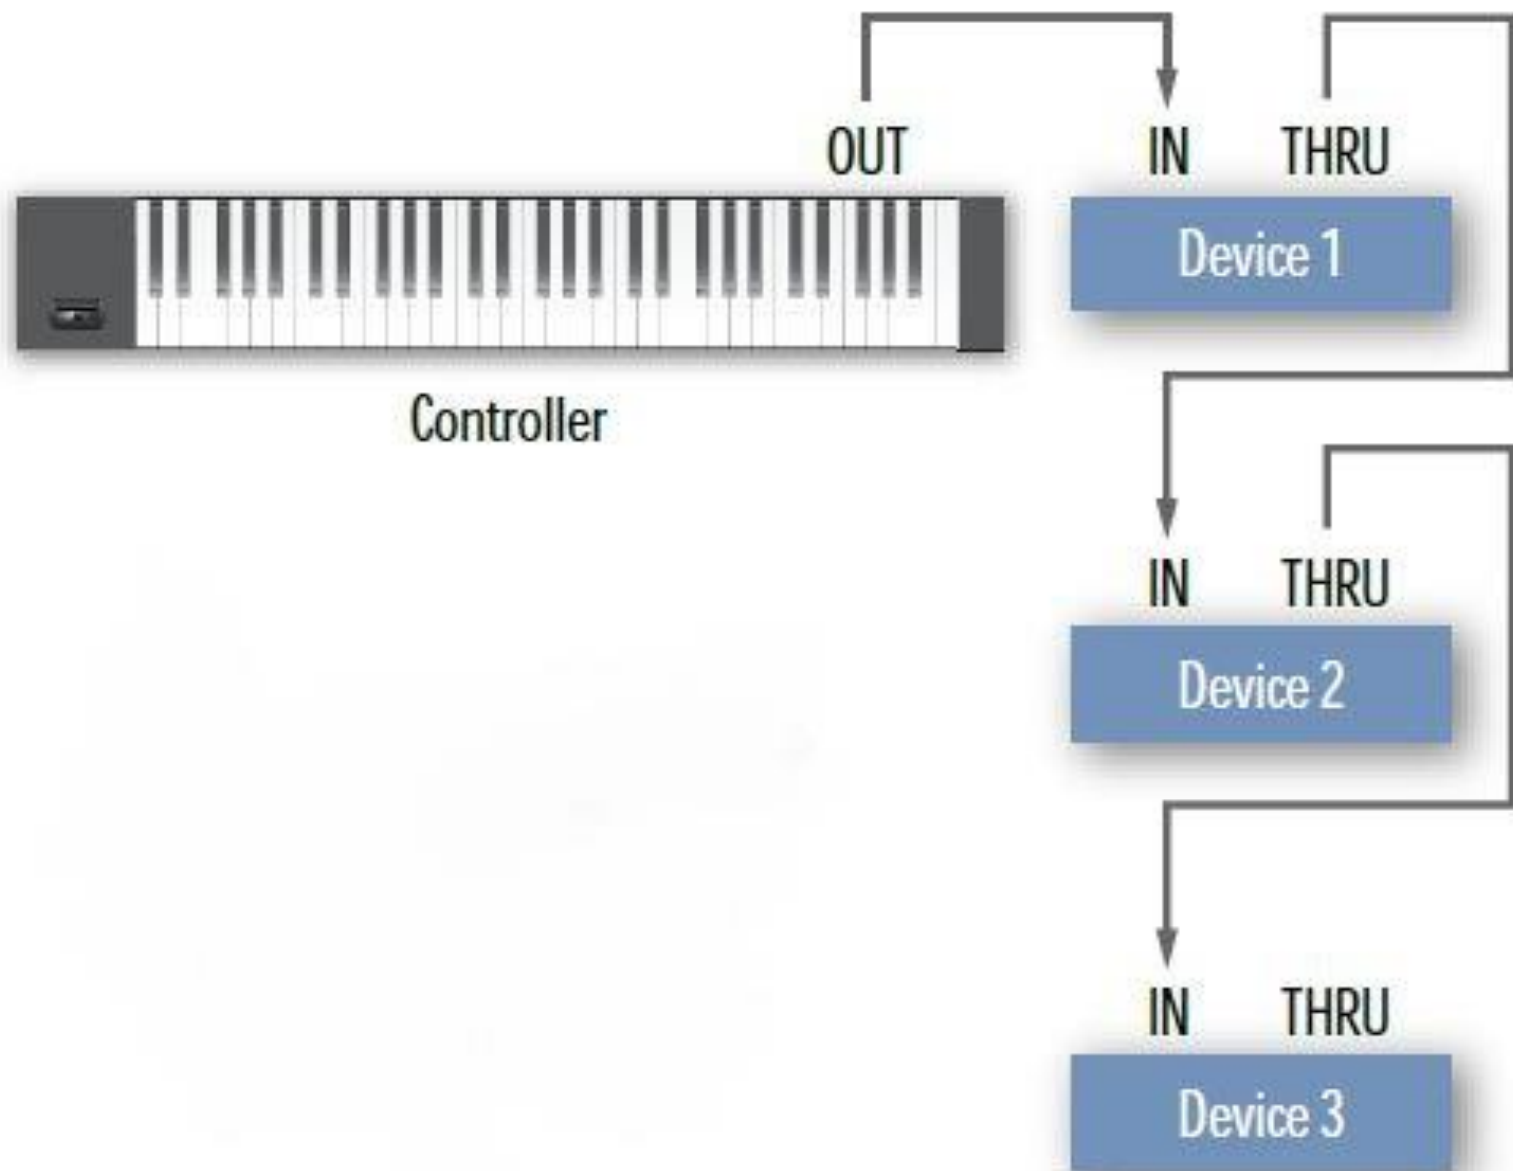 OUT
IN THRU
Device 1
Controller
IN THRU
Device 2
IN THRU
Device 3